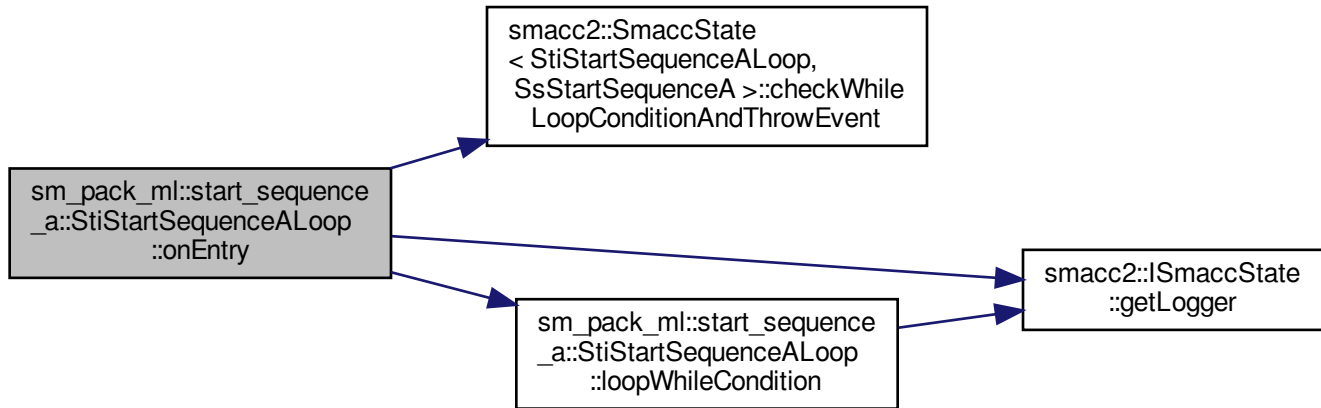 smacc2::SmaccState
< StiStartSequenceALoop,
SsStartSequenceA >::checkWhile
LoopConditionAndThrowEvent
sm_pack_ml::start_sequence
_a::StiStartSequenceALoop
::onEntry
smacc2::ISmaccState
::getLogger
sm_pack_ml::start_sequence
_a::StiStartSequenceALoop
::loopWhileCondition